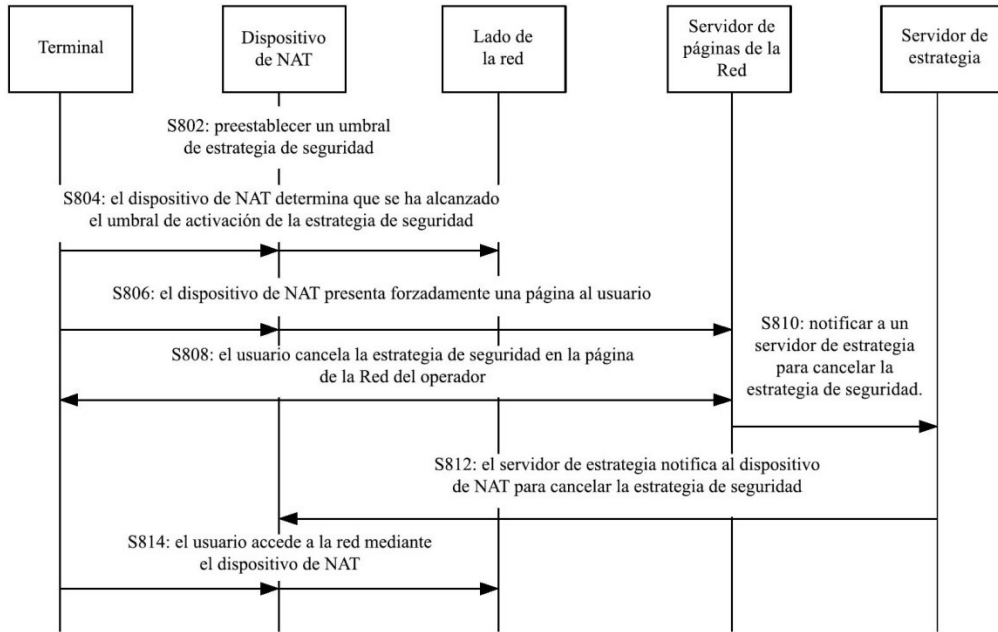 Terminal
Dispositivo
de NAT
Lado de
la red
Servidor de
páginas de la
Red
Servidor de
estrategia
S802: preestablecer un umbral
de estrategia de seguridad
S804: el dispositivo de NAT determina que se ha alcanzado
el umbral de activación de la estrategia de seguridad
S806: el dispositivo de NAT presenta forzadamente una página al usuario
S808: el usuario cancela la estrategia de seguridad en la página
de la Red del operador
S810: notificar a un
servidor de estrategia
para cancelar la
estrategia de seguridad.
S812: el servidor de estrategia notifica al dispositivo
de NAT para cancelar la estrategia de seguridad
S814: el usuario accede a la red mediante
el dispositivo de NAT